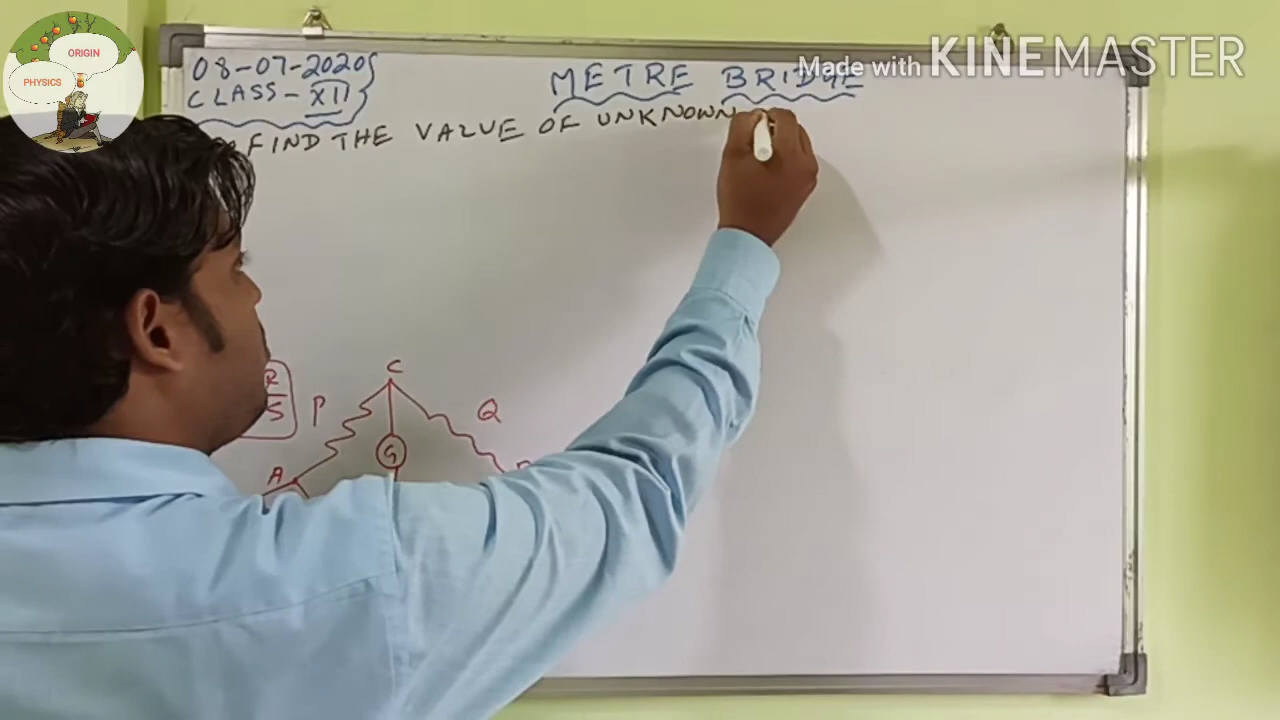 ORIGIN
PHYSICS
Made with KINEMASTER
08-07-2020
CLASS - XII
METRE BRIDGE
FIND THE VALUE OF UNKNOWN
C
R
S
P
Q
G
A